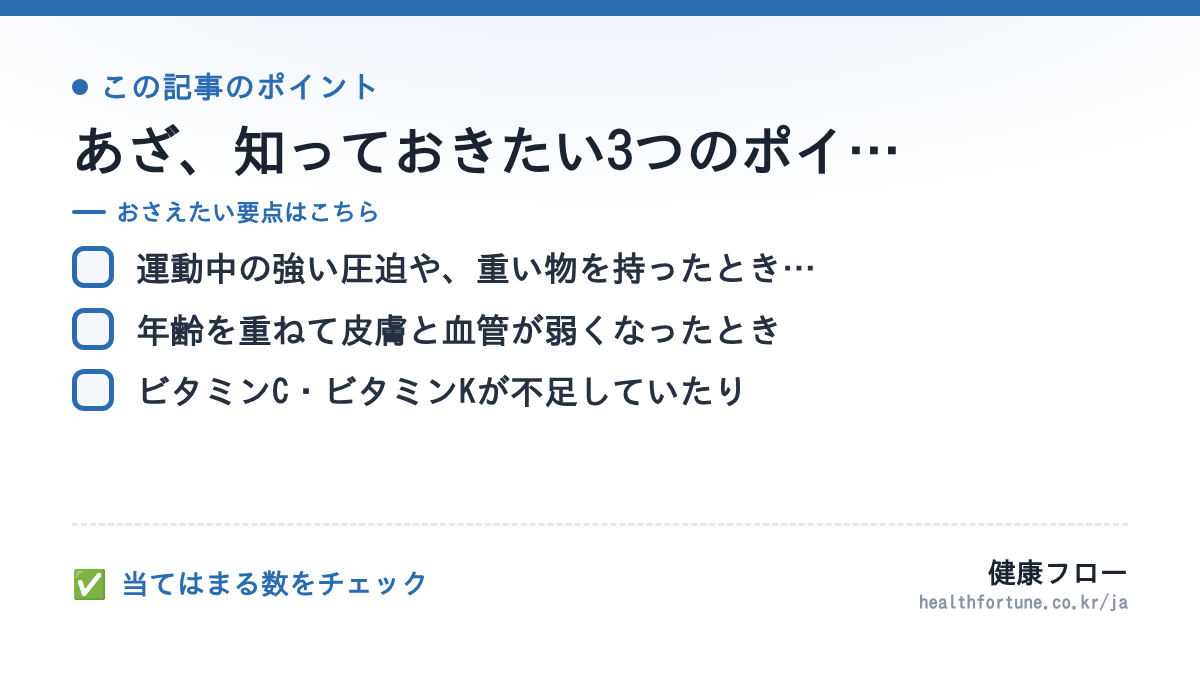 この記事のポイント
あざ、知っておきたい3つのポイ…
おさえたい要点はこちら
運動中の強い圧迫や、重い物を持ったとき…
年齢を重ねて皮膚と血管が弱くなったとき
ビタミンC・ビタミンKが不足していたり
当てはまる数をチェック
健康フロー
healthfortune.co.kr/ja